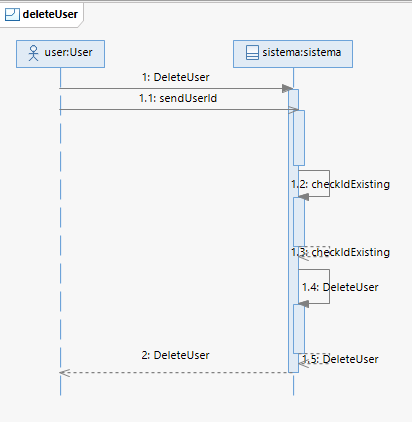 deleteUser
user:User
sistema:sistema
1: DeleteUser
1.1: sendUserId
1.2: checkIdExisting
1.3: checkIdExisting
1.4: DeleteUser
2: DeleteUser
1.5: DeleteUser